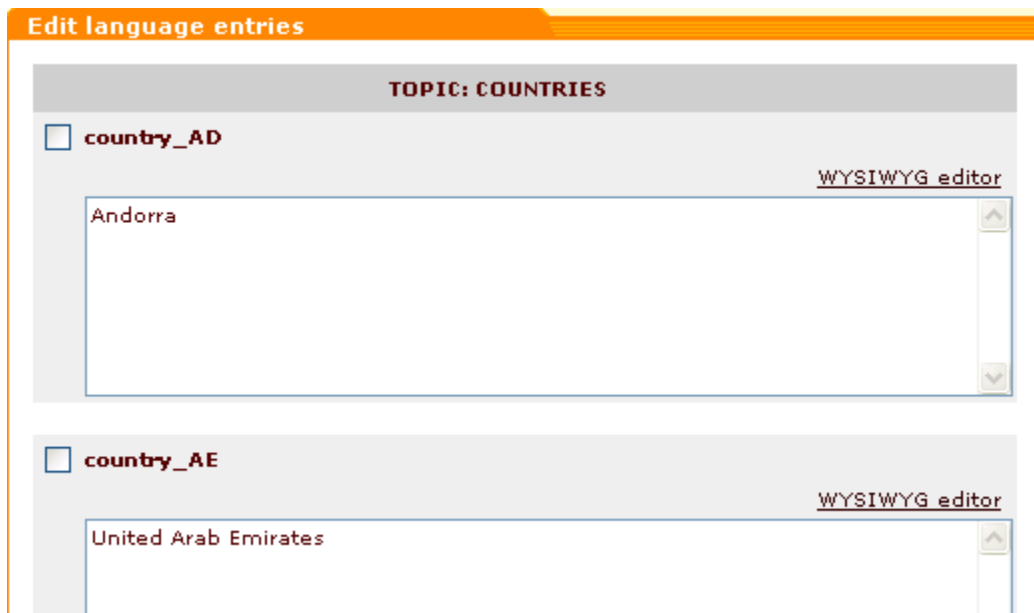 Edit language entries
TOPIC: COUNTRIES
country_AD
WYSIWYG editor
Andorra
country_AE
WYSIWYG editor
United Arab Emirates